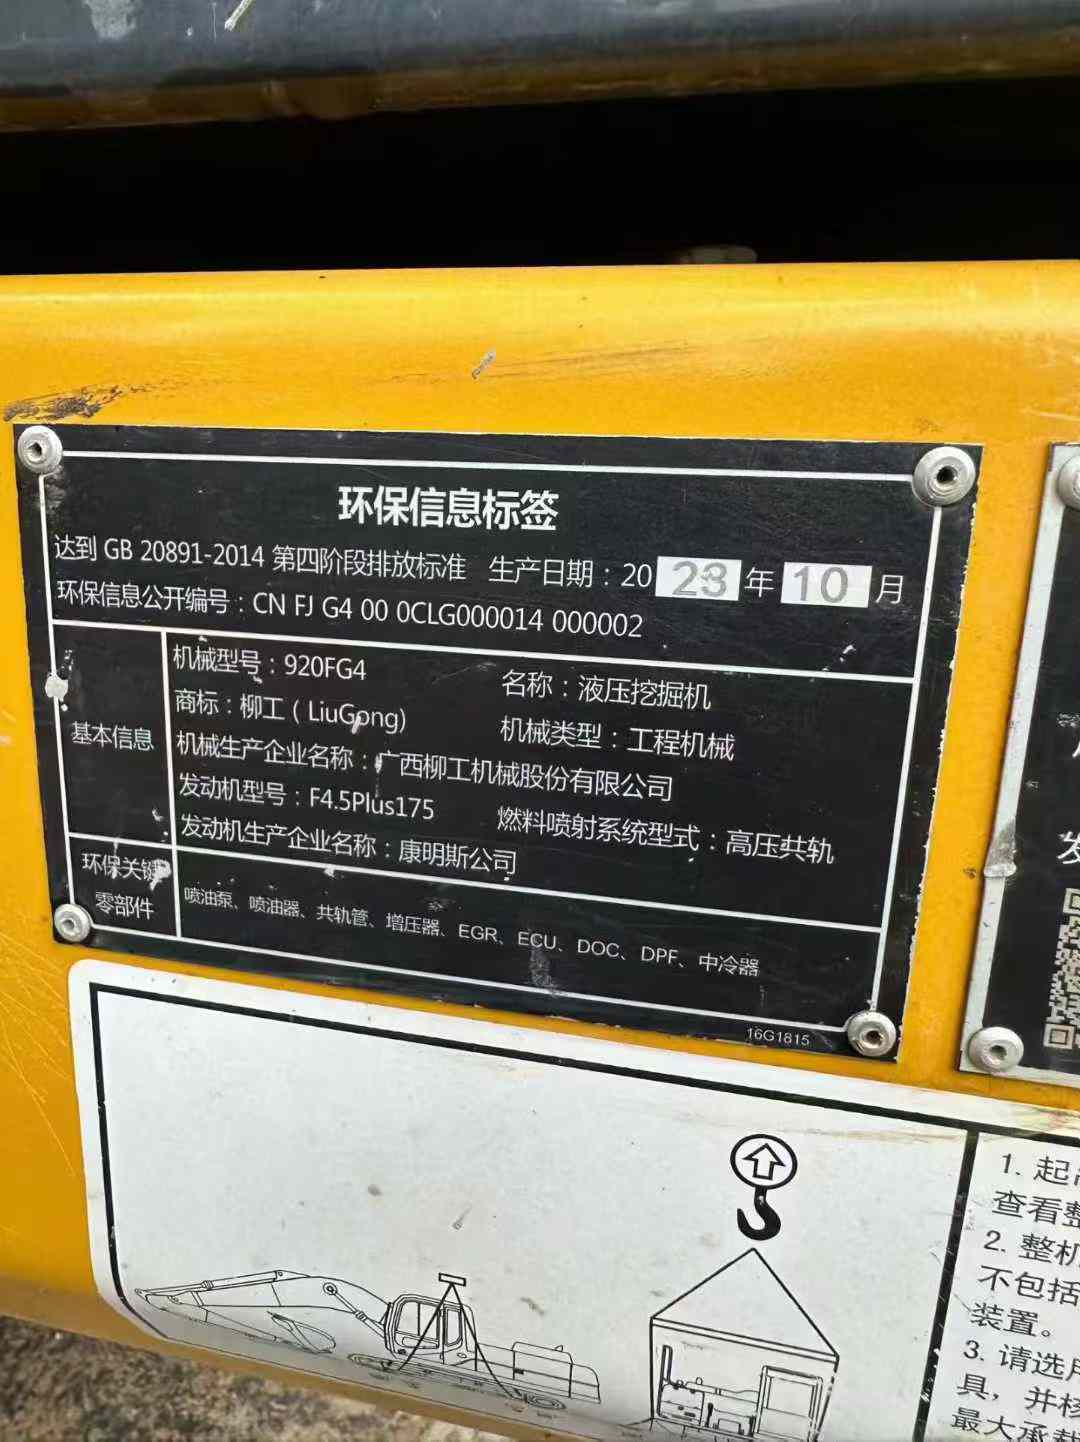 环保信息标签
达到 GB 20891-2014 第四阶段排放标准 生产日期：20 23 年 10 月
环保信息公开编号：CN FJ G4 00 0CLG000014 000002
基本信息
机械型号：920FG4 名称：液压挖掘机
商标：柳工（LiuGong） 机械类型：工程机械
机械生产企业名称：广西柳工机械股份有限公司
发动机型号：F4.5Plus175 燃料喷射系统型式：高压共轨
发动机生产企业名称：康明斯公司
环保关键
零部件
喷油泵、喷油器、共轨管、增压器、EGR、ECU、DOC、DPF、中冷器
16G1815
发
1. 起
查看整
2. 整机
不包括
装置。
3. 请选用
具，并核
最大承载